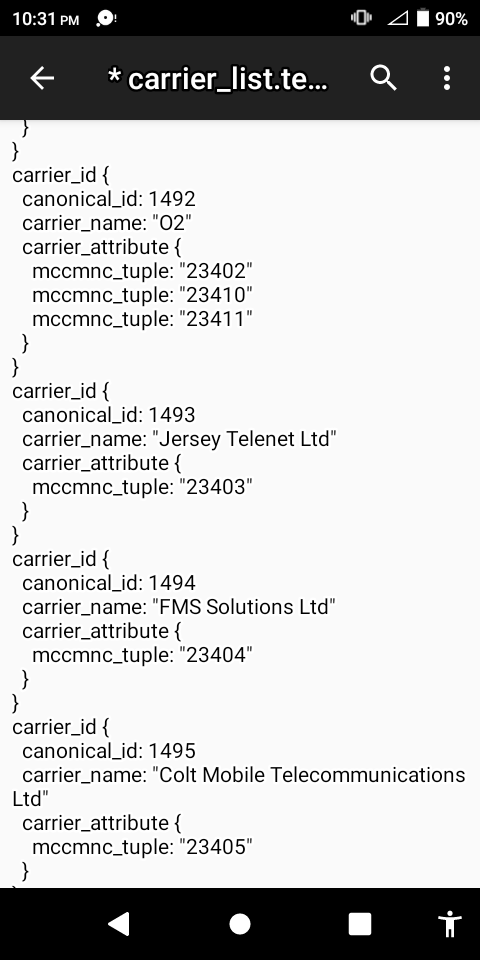 10:31 PM
90%
* carrier_list.te...
}
}
carrier_id {
canonical_id: 1492
carrier_name: "O2"
carrier_attribute {
mccmnc_tuple: "23402"
mccmnc_tuple: "23410"
mccmnc_tuple: "23411"
}
}
carrier_id {
canonical_id: 1493
carrier_name: "Jersey Telenet Ltd"
carrier_attribute {
mccmnc_tuple: "23403"
}
}
carrier_id {
canonical_id: 1494
carrier_name: "FMS Solutions Ltd"
carrier_attribute {
mccmnc_tuple: "23404"
}
}
carrier_id {
canonical_id: 1495
carrier_name: "Colt Mobile Telecommunications
Ltd"
carrier_attribute {
mccmnc_tuple: "23405"
}